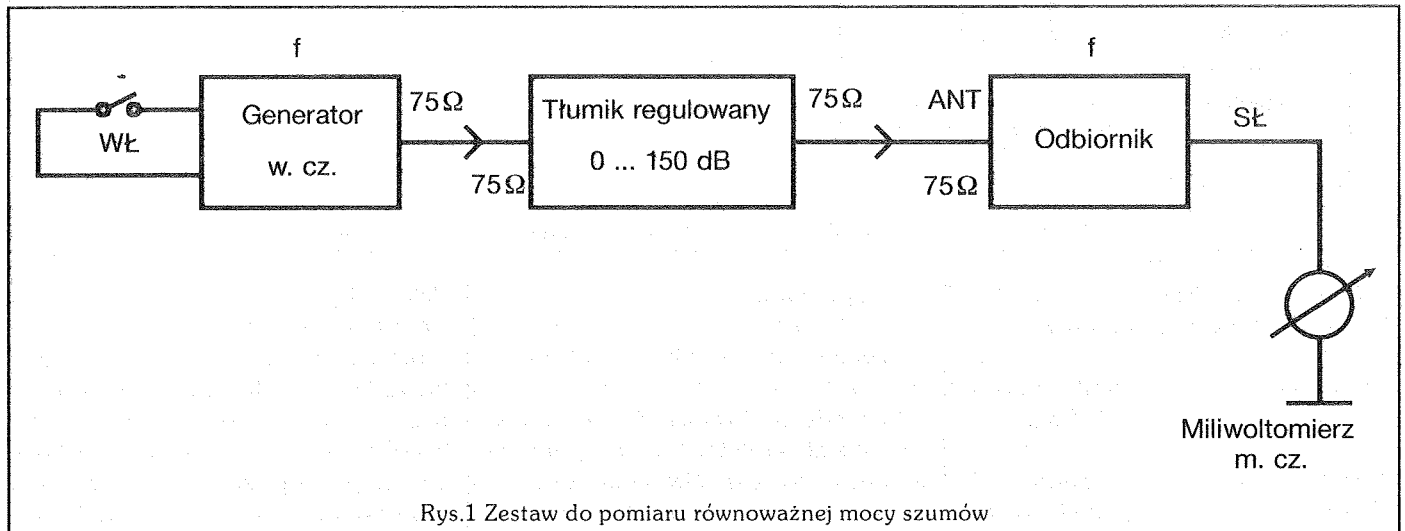 f
f
75Ω
Tłumik regulowany
75Ω
ANT
Generator
SŁ
WŁ
0 ... 150 dB
Odbiornik
w. cz.
75Ω
75Ω
Miliwoltomierz
m. cz.
Rys.1 Zestaw do pomiaru równoważnej mocy szumów